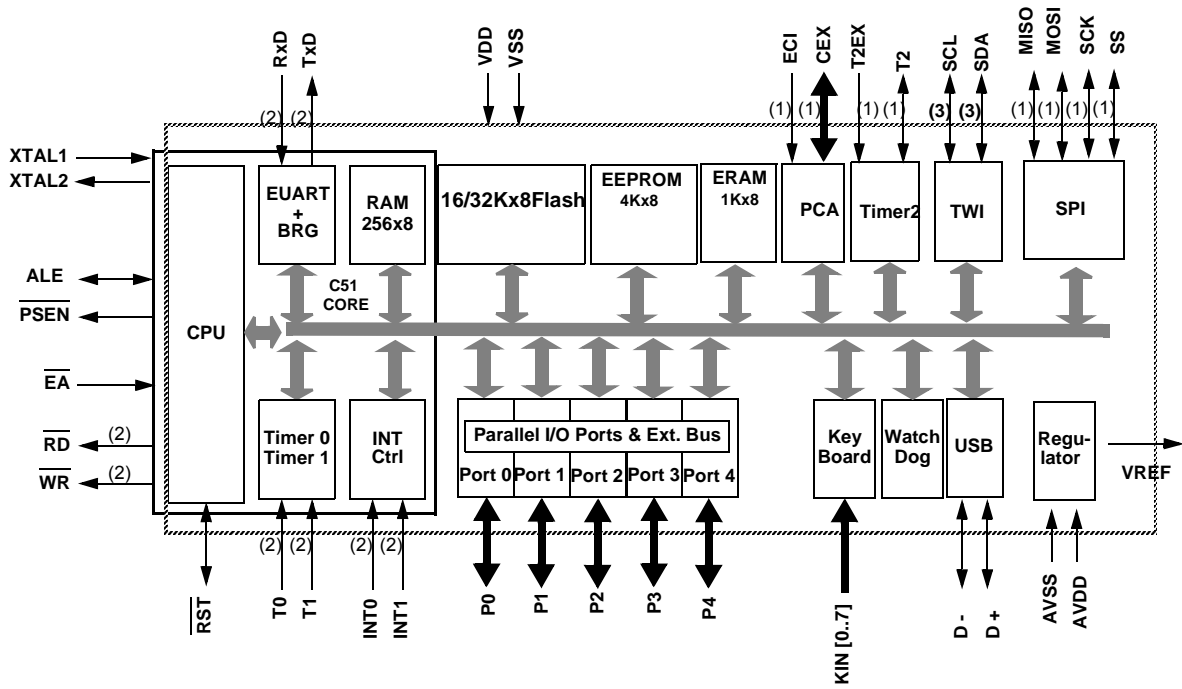 RxD
TxD
VDD
VSS
ECI
CEX
T2EX
T2
SCL
SDA
MISO
MOSI
SCK
SS
(2) (2)
(1) (1) (1) (1) (3) (3) (1) (1) (1) (1)
XTAL1
XTAL2
ALE
PSEN
EA
RD (2)
WR (2)
CPU
EUART
+
BRG
RAM
256x8
C51
CORE
16/32Kx8Flash
EEPROM
4Kx8
ERAM
1Kx8
PCA
Timer2
TWI
SPI
Timer 0
Timer 1
INT
Ctrl
Parallel I/O Ports & Ext. Bus
Port 0 Port 1 Port 2 Port 3 Port 4
Key
Board
Watch
Dog
USB
Regu-
lator
VREF
(2) (2) (2) (2)
RST
T0
T1
INT0
INT1
P0
P1
P2
P3
P4
KIN [0..7]
D -
D +
AVSS
AVDD